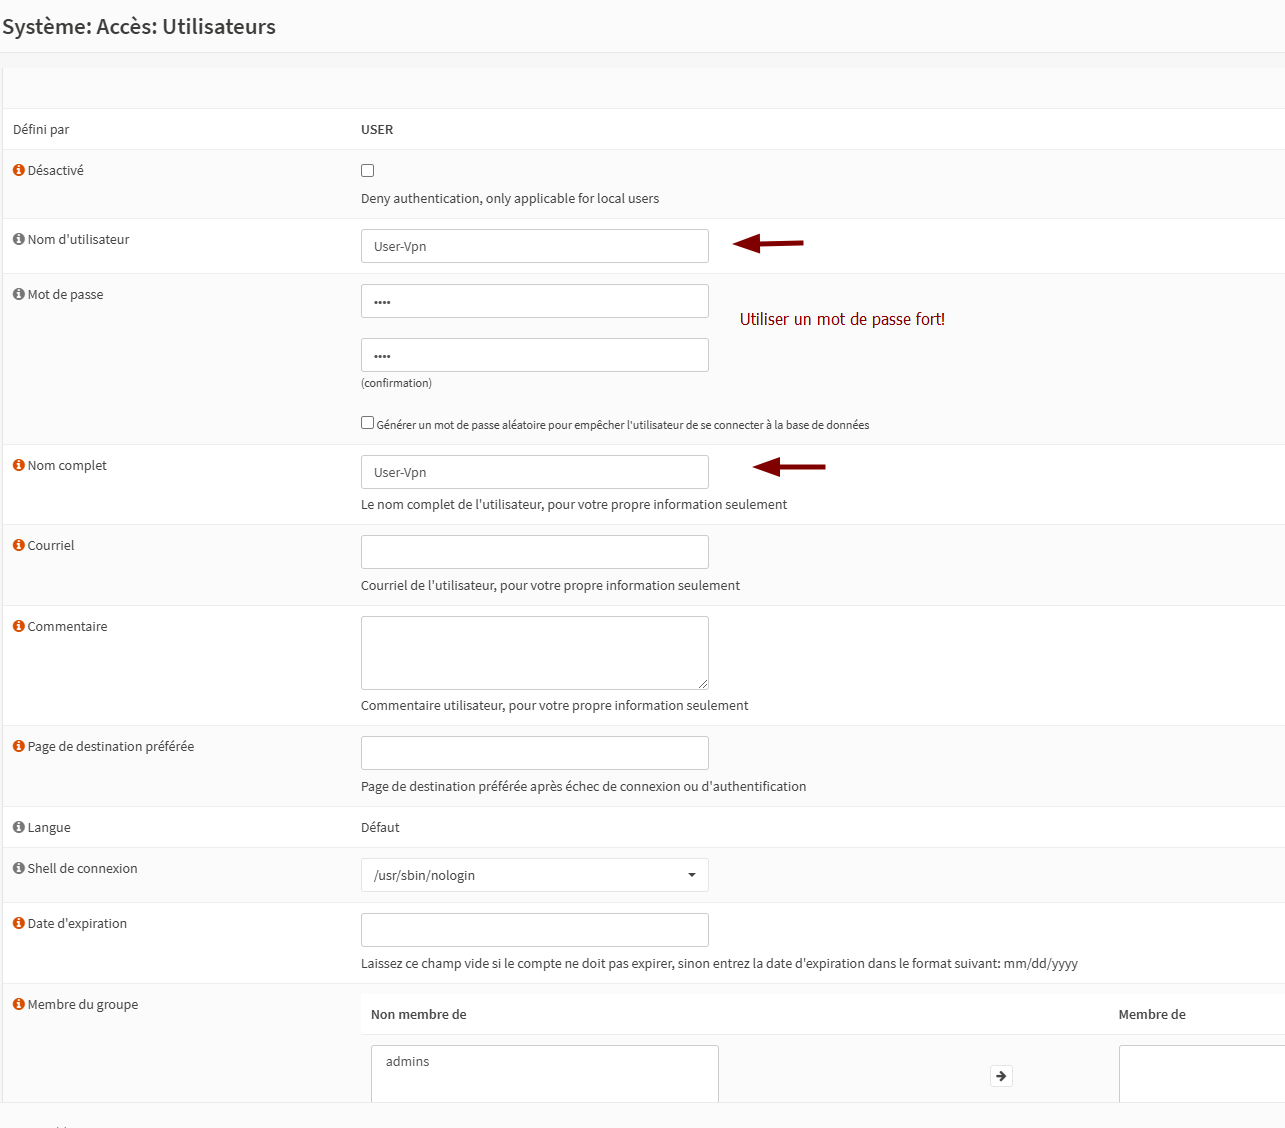 Système: Accès: Utilisateurs
Défini par
USER
Désactivé
Deny authentication, only applicable for local users
Nom d'utilisateur
User-Vpn
Mot de passe
••••
Utiliser un mot de passe fort!
••••
(confirmation)
Générer un mot de passe aléatoire pour empêcher l'utilisateur de se connecter à la base de données
Nom complet
User-Vpn
Le nom complet de l'utilisateur, pour votre propre information seulement
Courriel
Courriel de l'utilisateur, pour votre propre information seulement
Commentaire
Commentaire utilisateur, pour votre propre information seulement
Page de destination préférée
Page de destination préférée après échec de connexion ou d'authentification
Langue
Défaut
Shell de connexion
/usr/sbin/nologin
Date d'expiration
Laissez ce champ vide si le compte ne doit pas expirer, sinon entrez la date d'expiration dans le format suivant: mm/dd/yyyy
Membre du groupe
Non membre de
Membre de
admins